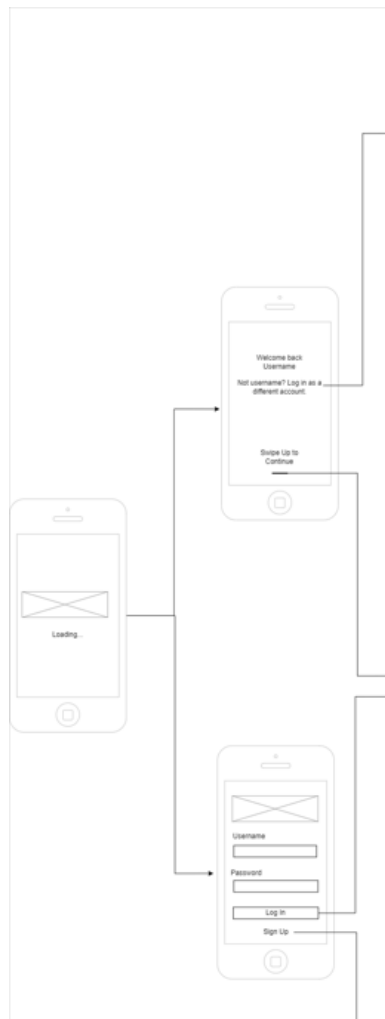 Welcome back
Username
Not username? Log in as a
different account.
Swipe Up to
Continue
Loading...
Username
Password
Log In
Sign Up